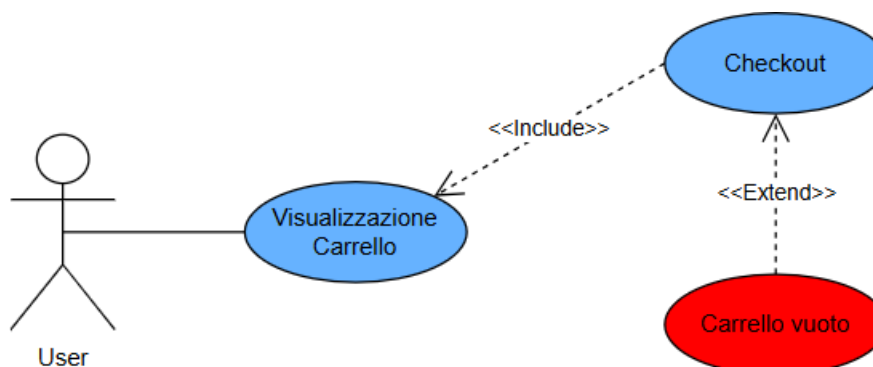 Checkout
<<Include>>
<<Extend>>
Visualizzazione
Carrello
Carrello vuoto
User